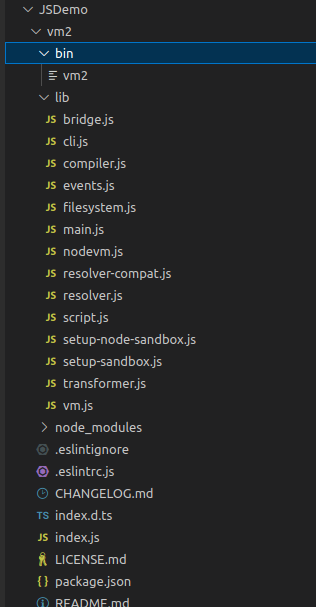 JSDemo
vm2
bin
vm2
lib
JS bridge.js
JS cli.js
JS compiler.js
JS events.js
JS filesystem.js
JS main.js
JS nodevm.js
JS resolver-compat.js
JS resolver.js
JS script.js
JS setup-node-sandbox.js
JS setup-sandbox.js
JS transformer.js
JS vm.js
node_modules
.eslintignore
.eslintrc.js
CHANGELOG.md
TS index.d.ts
JS index.js
LICENSE.md
{} package.json
README.md